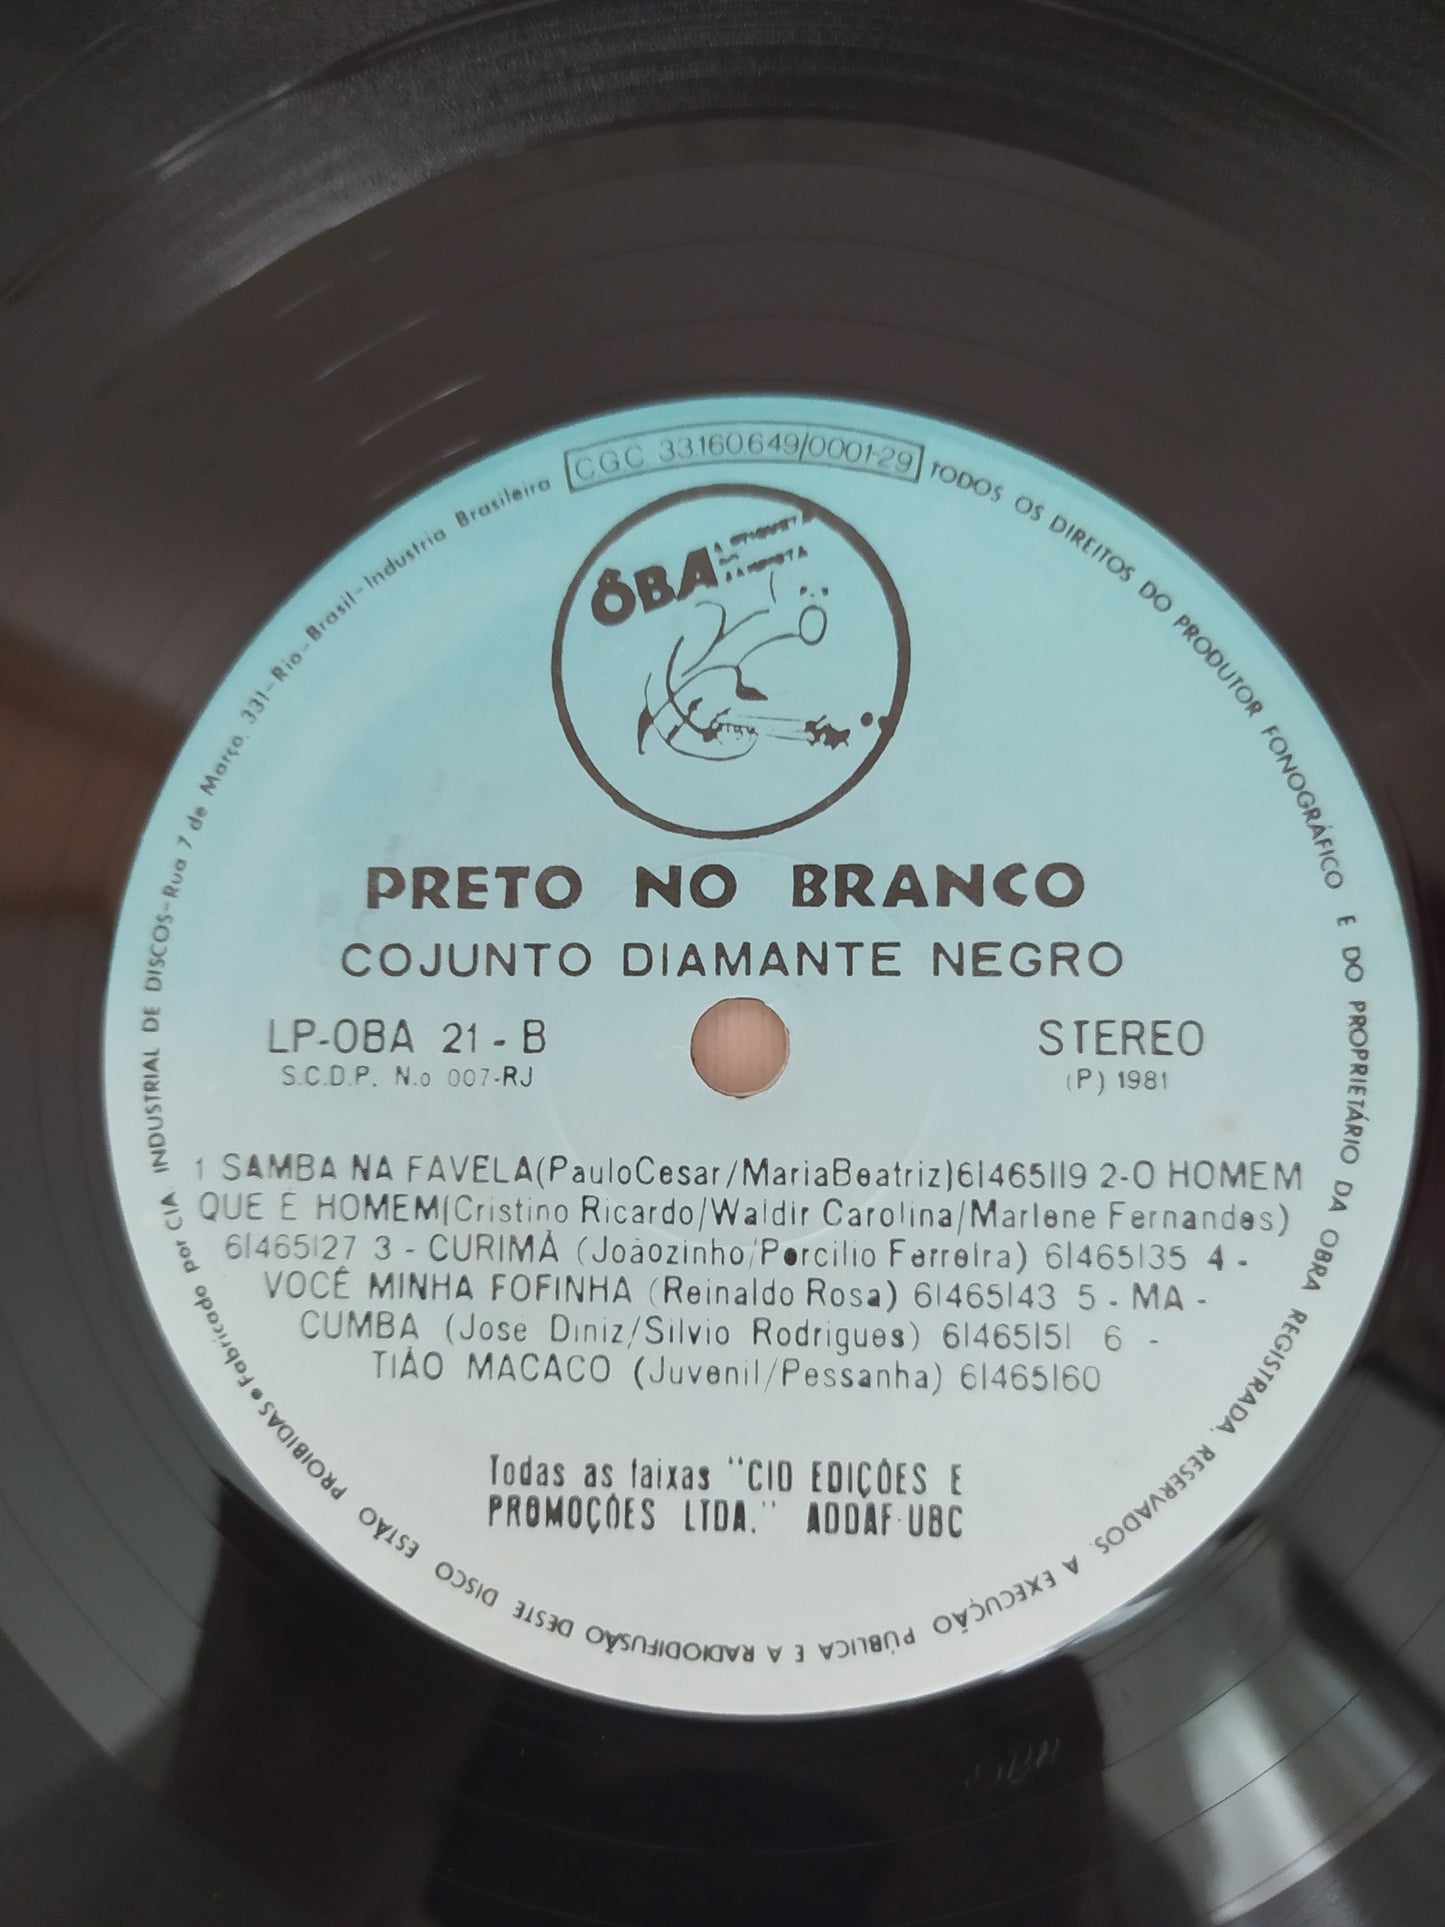 C.G.C. 33.160.649/0001-29
ÔBA
PRETO NO BRANCO
COJUNTO DIAMANTE NEGRO
LP-OBA 21 - B
S.C.D.P. N.o 007-RJ
STEREO
(P) 1981
1 SAMBA NA FAVELA(PauloCesar/MariaBeatriz)61465119 2-O HOMEM
QUE É HOMEM(Cristino Ricardo/Waldir Carolina/Marlene Fernandes)
61465127 3 - CURIMÁ (Joãozinho/Porcilio Ferreira) 61465135 4 -
VOCÊ MINHA FOFINHA (Reinaldo Rosa) 61465143 5 - MA -
CUMBA (José Diniz/Silvio Rodrigues) 61465151 6 -
TIÃO MACACO (Juvenil/Pessanha) 61465160
Todas as faixas "CID EDIÇÕES E
PROMOÇÕES LTDA." ADDAF-UBC
TODOS OS DIREITOS DO PRODUTOR FONOGRÁFICO E DO PROPRIETÁRIO DA OBRA REGISTRADA, RESERVADOS. A EXECUÇÃO PÚBLICA E A RADIODIFUSÃO DESTE DISCO ESTÃO PROIBIDAS • Fabricado por CIA. INDUSTRIAL DE DISCOS-Rua 7 de Março, 331-Rio-Brasil-Industria Brasileira